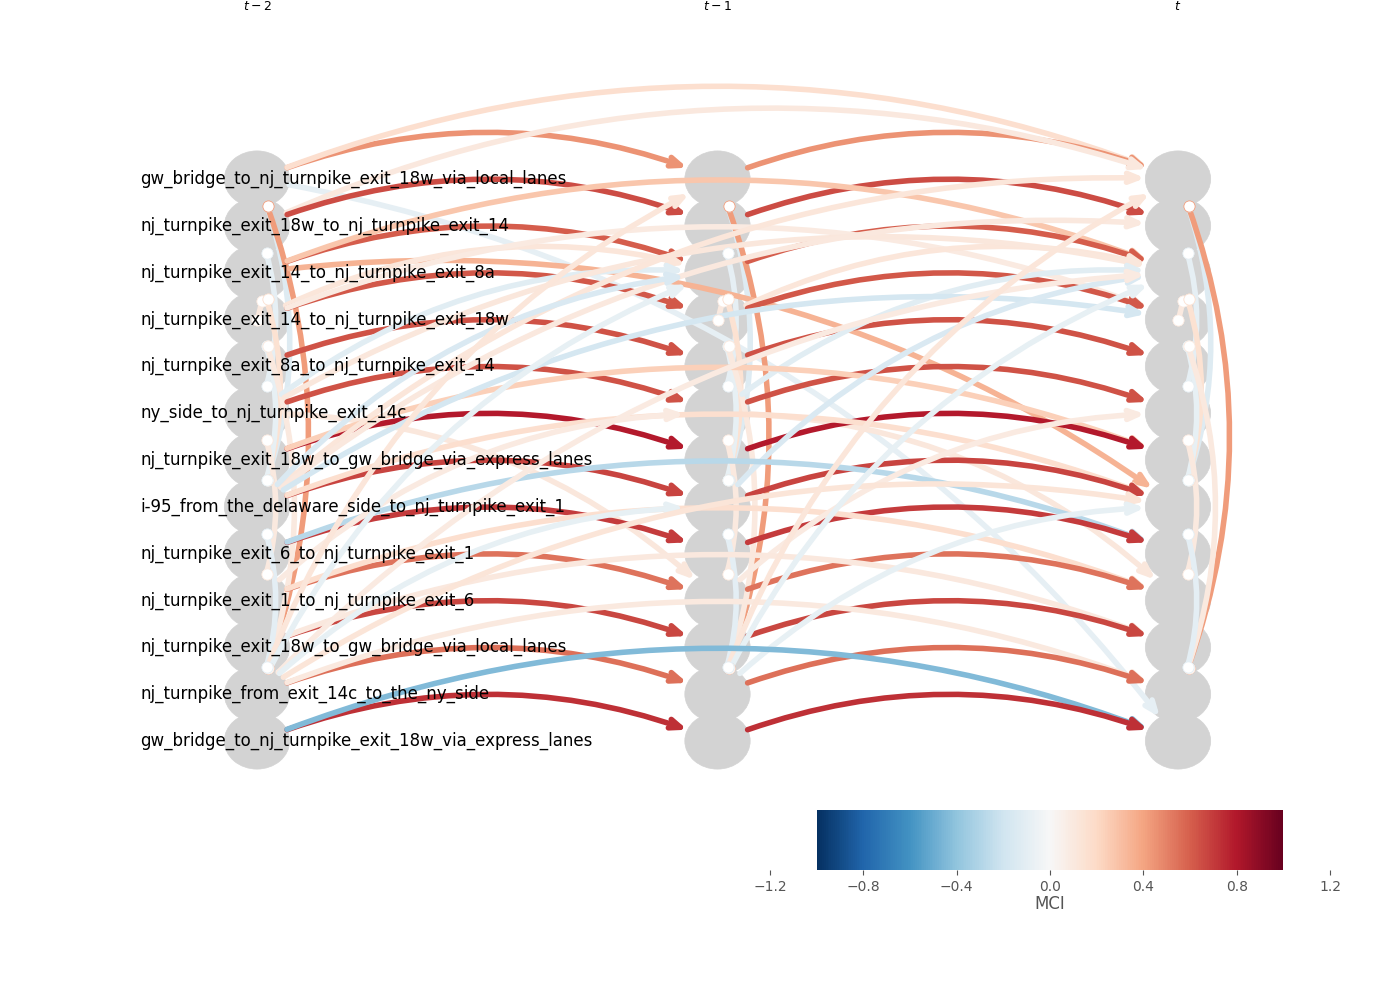 t − 2 t − 1 t
gw_bridge_to_nj_turnpike_exit_18w_via_local_lanes
nj_turnpike_exit_18w_to_nj_turnpike_exit_14
nj_turnpike_exit_14_to_nj_turnpike_exit_8a
nj_turnpike_exit_14_to_nj_turnpike_exit_18w
nj_turnpike_exit_8a_to_nj_turnpike_exit_14
ny_side_to_nj_turnpike_exit_14c
nj_turnpike_exit_18w_to_gw_bridge_via_express_lanes
i-95_from_the_delaware_side_to_nj_turnpike_exit_1
nj_turnpike_exit_6_to_nj_turnpike_exit_1
nj_turnpike_exit_1_to_nj_turnpike_exit_6
nj_turnpike_exit_18w_to_gw_bridge_via_local_lanes
nj_turnpike_from_exit_14c_to_the_ny_side
gw_bridge_to_nj_turnpike_exit_18w_via_express_lanes
−1.2 −0.8 −0.4 0.0 0.4 0.8 1.2
MCI